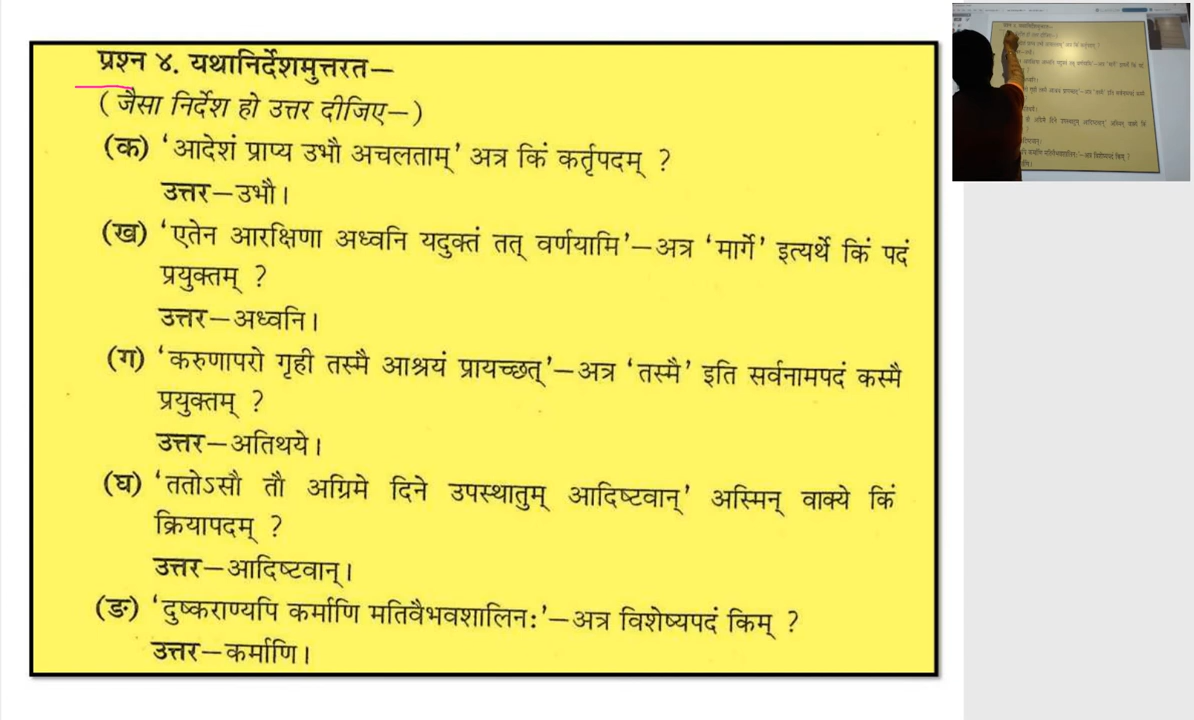 प्रश्न ४. यथानिर्देशमुत्तरत—
(जैसा निर्देश हो उत्तर दीजिए—)
(क) 'आदेशं प्राप्य उभौ अचलताम्' अत्र किं कर्तृपदम् ?
उत्तर—उभौ।
(ख) 'एतेन आरक्षिणा अध्वनि यदुक्तं तत् वर्णयामि'—अत्र 'मार्गे' इत्यर्थे किं पदं
प्रयुक्तम् ?
उत्तर—अध्वनि।
(ग) 'करुणापरो गृही तस्मै आश्रयं प्रायच्छत्'—अत्र 'तस्मै' इति सर्वनामपदं कस्मै
प्रयुक्तम् ?
उत्तर—अतिथये।
(घ) 'ततोऽसौ तौ अग्रिमे दिने उपस्थातुम् आदिष्टवान्' अस्मिन् वाक्ये किं
क्रियापदम् ?
उत्तर—आदिष्टवान्।
(ङ) 'दुष्कराण्यपि कर्माणि मतिवैभवशालिनः'—अत्र विशेष्यपदं किम् ?
उत्तर—कर्माणि।